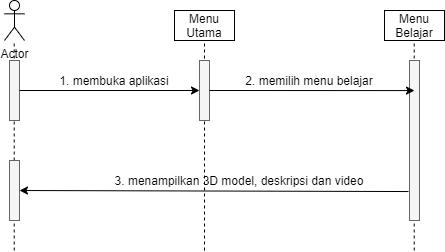 Menu
Utama
Menu
Belajar
Actor
1. membuka aplikasi
2. memilih menu belajar
3. menampilkan 3D model, deskripsi dan video